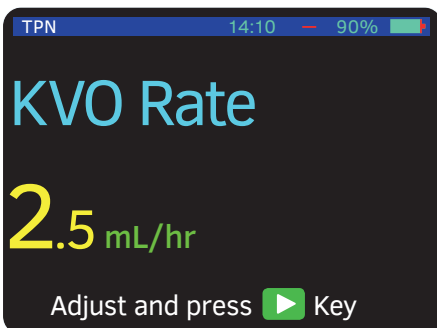 TPN 14:10 90%
KVO Rate
2.5 mL/hr
Adjust and press Key